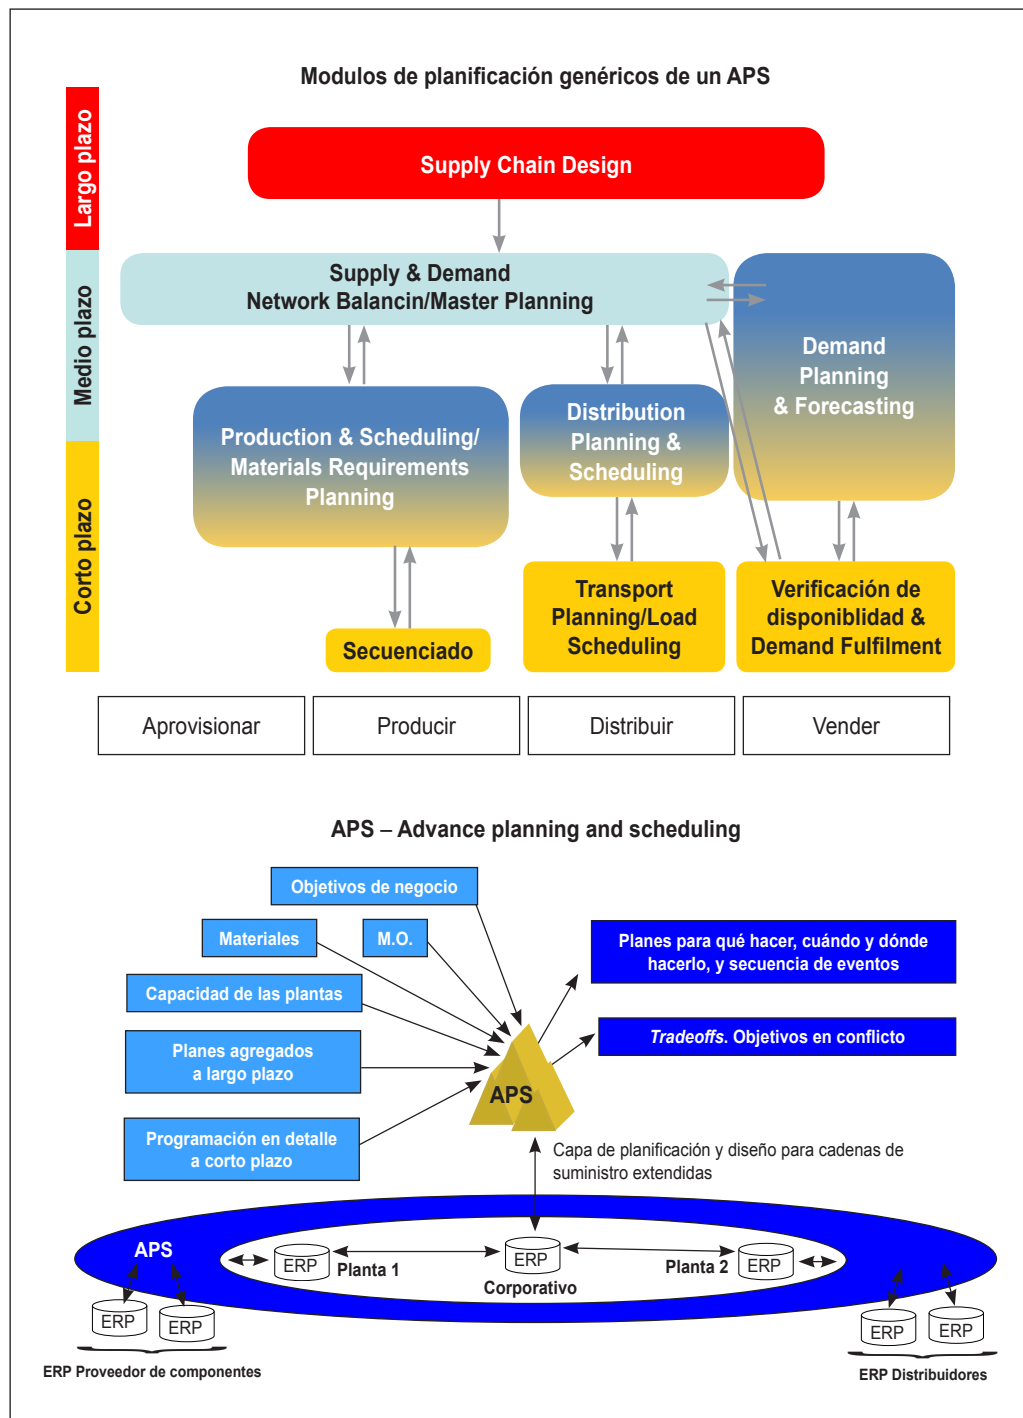 Modulos de planificación genéricos de un APS
Largo plazo
Supply Chain Design
Medio plazo
Supply & Demand
Network Balancin/Master Planning
Demand
Planning
& Forecasting
Production & Scheduling/
Materials Requirements
Planning
Distribution
Planning &
Scheduling
Corto plazo
Secuenciado
Transport
Planning/Load
Scheduling
Verificación de
disponiblidad &
Demand Fulfilment
Aprovisionar
Producir
Distribuir
Vender
APS – Advance planning and scheduling
Objetivos de negocio
Materiales
M.O.
Capacidad de las plantas
Planes agregados
a largo plazo
Programación en detalle
a corto plazo
Planes para qué hacer, cuándo y dónde
hacerlo, y secuencia de eventos
Tradeoffs. Objetivos en conflicto
APS
Capa de planificación y diseño para cadenas de
suministro extendidas
APS
ERP
Planta 1
ERP
Corporativo
Planta 2
ERP
ERP
ERP
ERP
ERP
ERP Proveedor de componentes
ERP Distribuidores